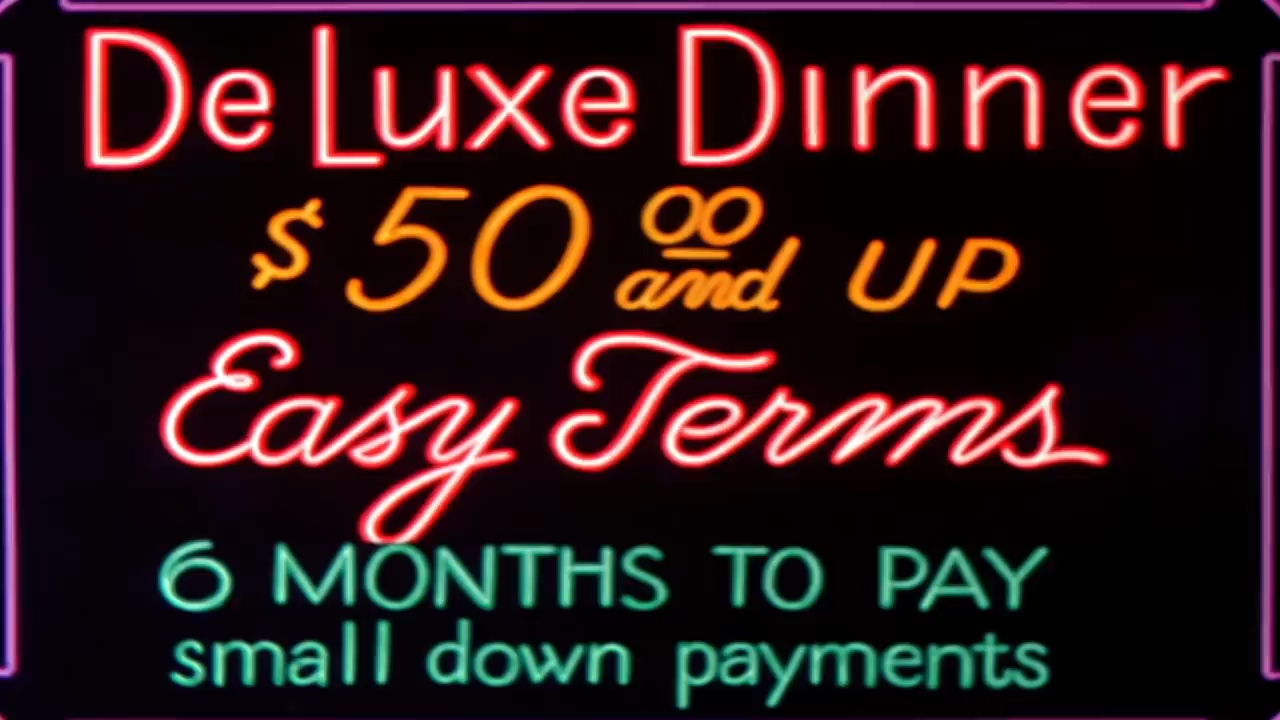 DeLuxe Dinner
$50 00 and UP
Easy Terms
6 MONTHS TO PAY
small down payments